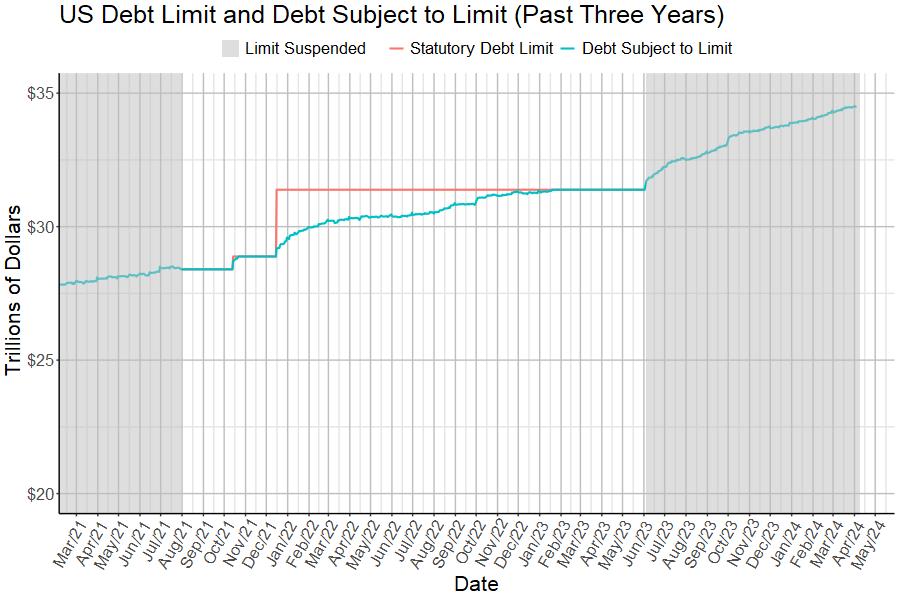 US Debt Limit and Debt Subject to Limit (Past Three Years)
Limit Suspended Statutory Debt Limit Debt Subject to Limit
Trillions of Dollars
$35
$30
$25
$20
Mar/21 Apr/21 May/21 Jun/21 Jul/21 Aug/21 Sep/21 Oct/21 Nov/21 Dec/21 Jan/22 Feb/22 Mar/22 Apr/22 May/22 Jun/22 Jul/22 Aug/22 Sep/22 Oct/22 Nov/22 Dec/22 Jan/23 Feb/23 Mar/23 Apr/23 May/23 Jun/23 Jul/23 Aug/23 Sep/23 Oct/23 Nov/23 Dec/23 Jan/24 Feb/24 Mar/24 Apr/24 May/24
Date